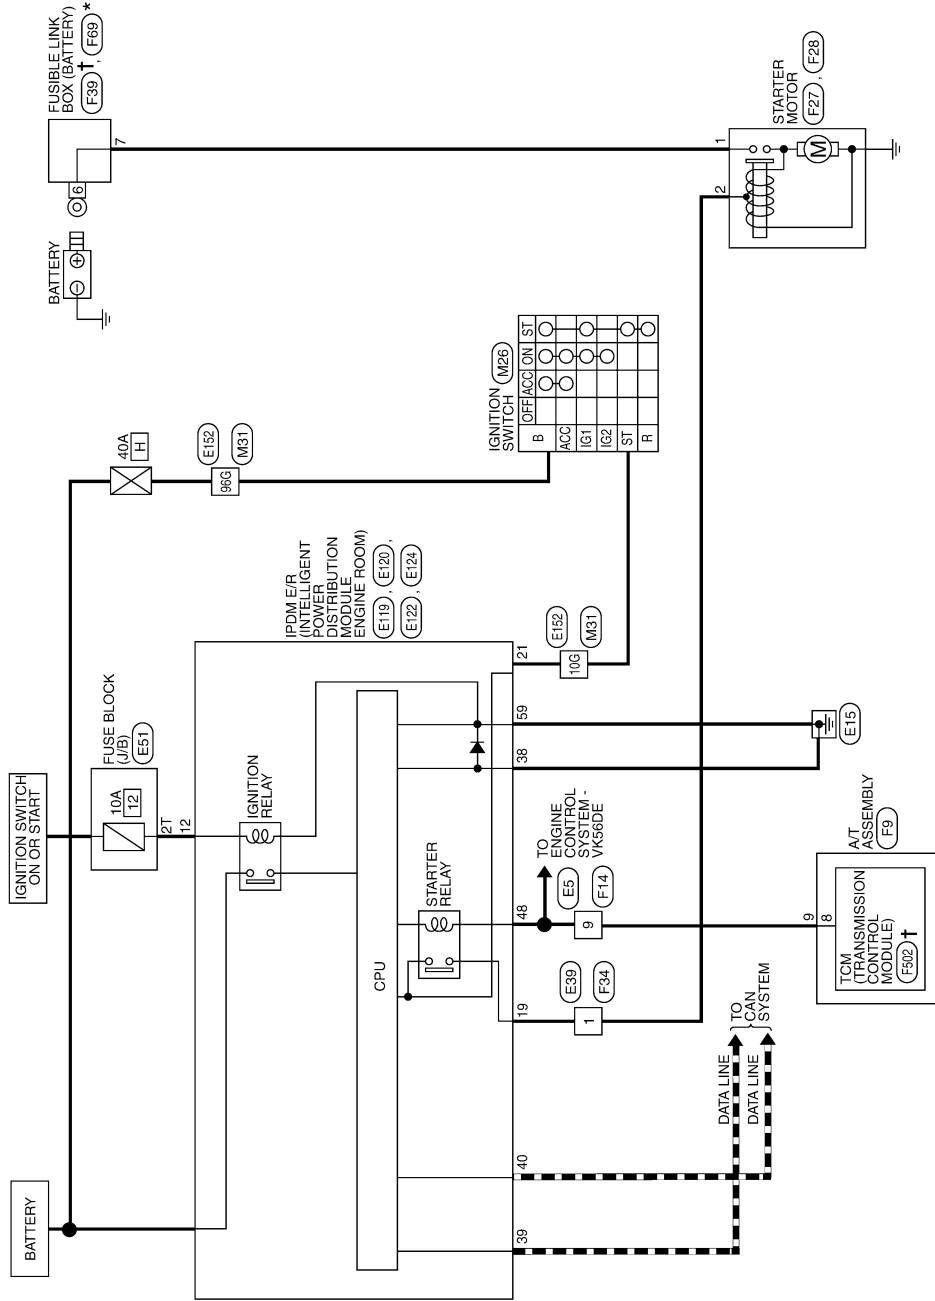 BATTERY
IGNITION SWITCH
ON OR START
FUSE BLOCK
(J/B)
E51
10A
12
2T
12
40A
H
E152
M31
96G
BATTERY
FUSIBLE LINK
BOX (BATTERY)
F39 † , F69 *
6
7
IPDM E/R
(INTELLIGENT
POWER
DISTRIBUTION
MODULE
ENGINE ROOM)
E119 , E120 ,
E122 , E124
IGNITION
RELAY
CPU
STARTER
RELAY
IGNITION
SWITCH
M26
OFF ACC ON ST
B
ACC
IG1
IG2
ST
R
39
40
19
48
38
59
21
E152
M31
10G
E39
F34
1
TO
ENGINE
CONTROL
SYSTEM -
VK56DE
E5
F14
9
DATA LINE
DATA LINE
TO
CAN
SYSTEM
E15
A/T
ASSEMBLY
F9
9
8
TCM
(TRANSMISSION
CONTROL
MODULE)
F502 †
STARTER
MOTOR
F27 , F28
2
1
M